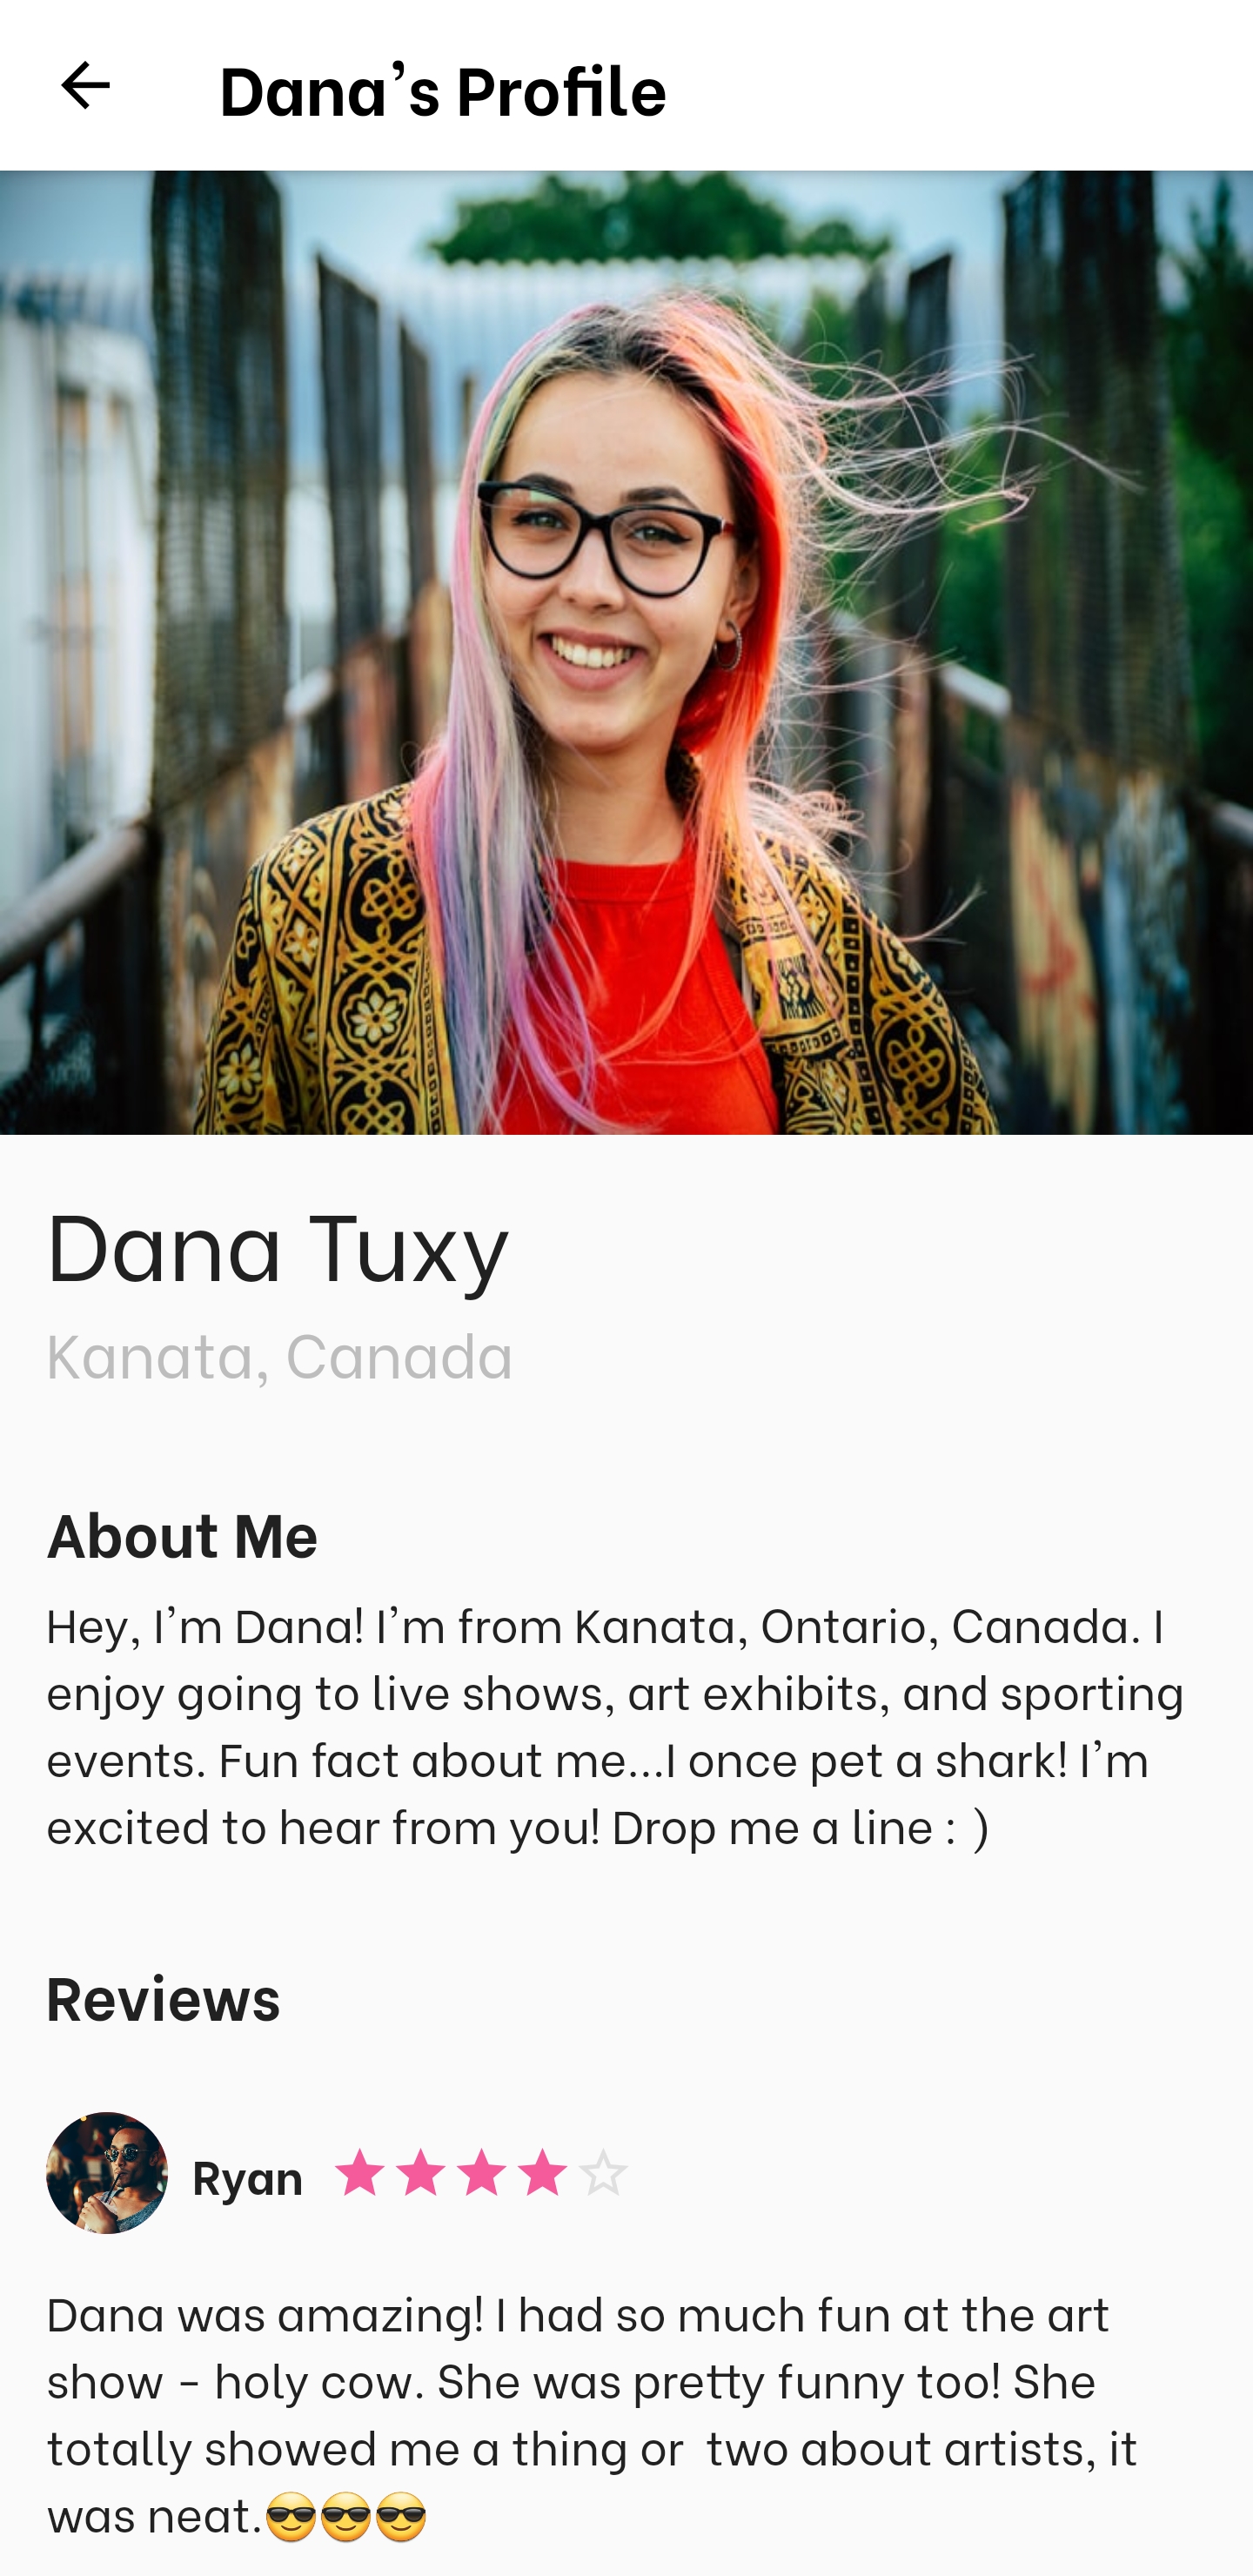 Dana's Profile
Dana Tuxy
Kanata, Canada
About Me
Hey, I'm Dana! I'm from Kanata, Ontario, Canada. I
enjoy going to live shows, art exhibits, and sporting
events. Fun fact about me...I once pet a shark! I'm
excited to hear from you! Drop me a line : )
Reviews
Ryan
Dana was amazing! I had so much fun at the art
show - holy cow. She was pretty funny too! She
totally showed me a thing or  two about artists, it
was neat.😎😎😎